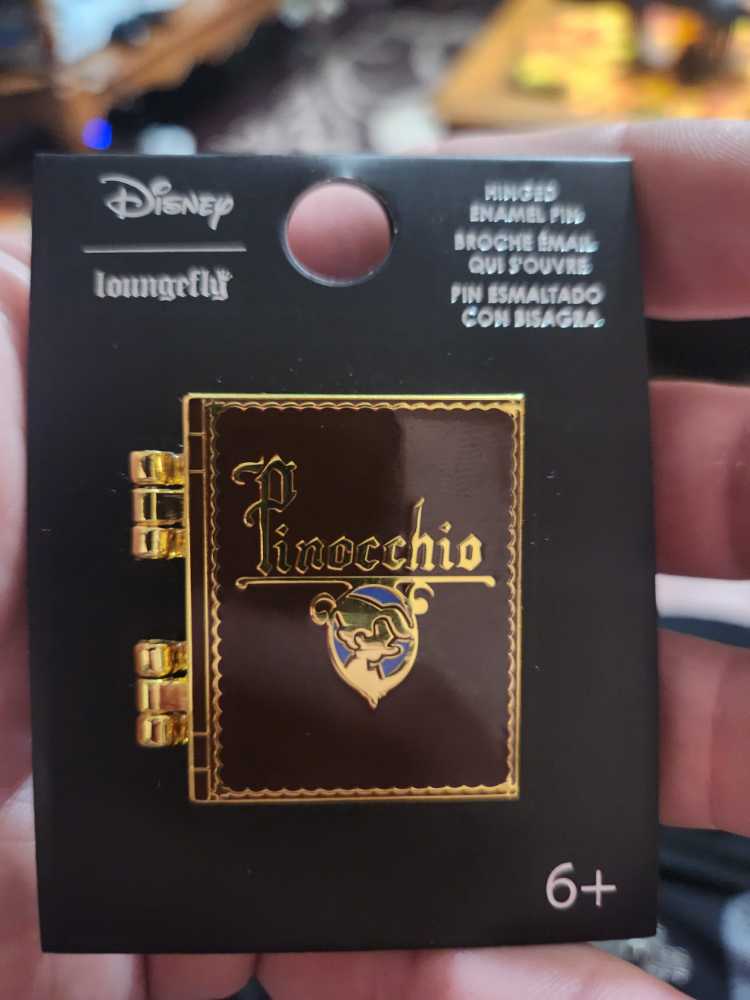 Disney
loungefly
HINGED
ENAMEL PIN
BROCHE ÉMAIL
QUI S'OUVRE
PIN ESMALTADO
CON BISAGRA
Pinocchio
6+